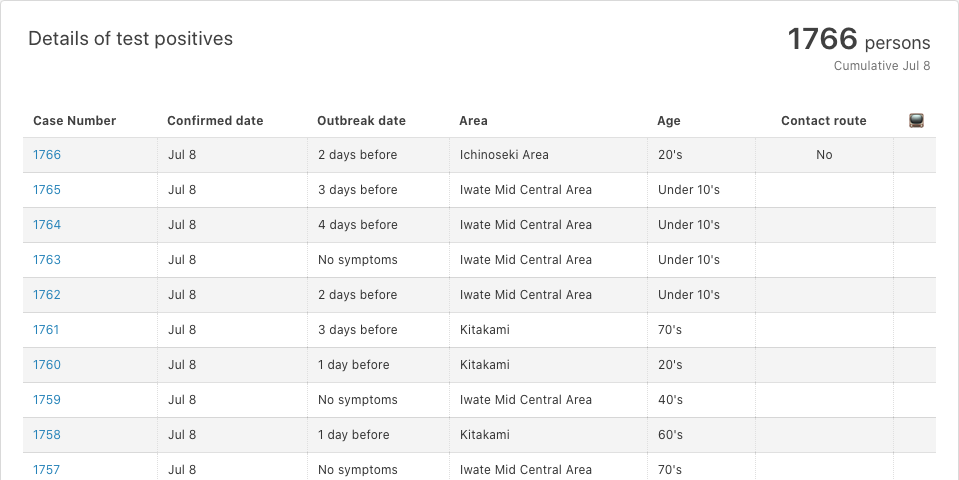 Details of test positives
1766 persons
Cumulative Jul 8
Case Number Confirmed date Outbreak date Area Age Contact route
1766 Jul 8 2 days before Ichinoseki Area 20's No
1765 Jul 8 3 days before Iwate Mid Central Area Under 10's
1764 Jul 8 4 days before Iwate Mid Central Area Under 10's
1763 Jul 8 No symptoms Iwate Mid Central Area Under 10's
1762 Jul 8 2 days before Iwate Mid Central Area Under 10's
1761 Jul 8 3 days before Kitakami 70's
1760 Jul 8 1 day before Kitakami 20's
1759 Jul 8 No symptoms Iwate Mid Central Area 40's
1758 Jul 8 1 day before Kitakami 60's
1757 Jul 8 No symptoms Iwate Mid Central Area 70's